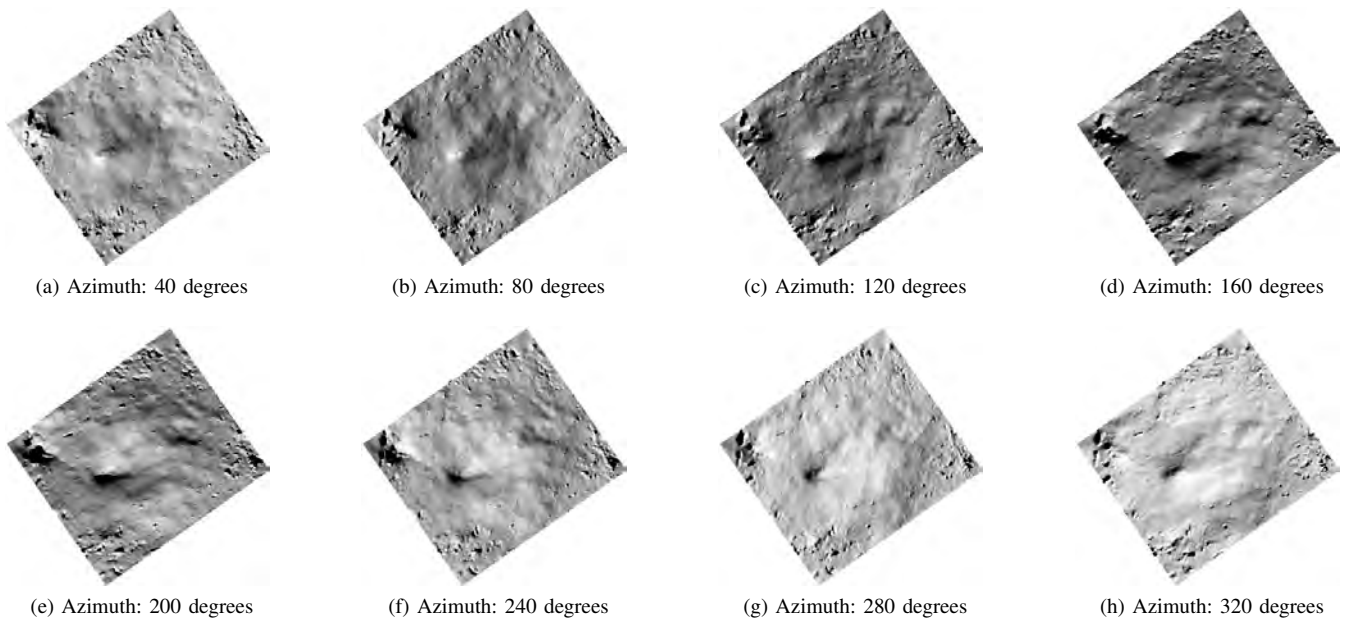 (a) Azimuth: 40 degrees
(b) Azimuth: 80 degrees
(c) Azimuth: 120 degrees
(d) Azimuth: 160 degrees
(e) Azimuth: 200 degrees
(f) Azimuth: 240 degrees
(g) Azimuth: 280 degrees
(h) Azimuth: 320 degrees